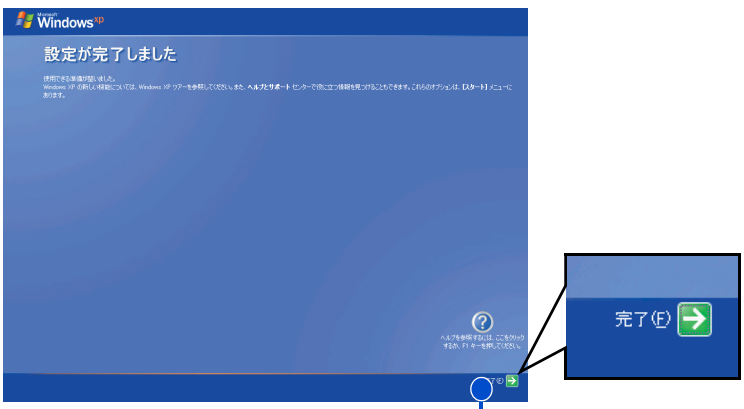 Microsoft
Windows xp
設定が完了しました
使用できる準備が整いました。
Windows XP の新しい機能については、Windows XP ツアーを参照してください。また、ヘルプとサポート センターで役に立つ情報を見つけることもできます。これらのオプションは、[スタート] メニューに
あります。
ヘルプを参照するには、ここをクリック
するか、F1 キーを押してください。
了(F)
完了(F)